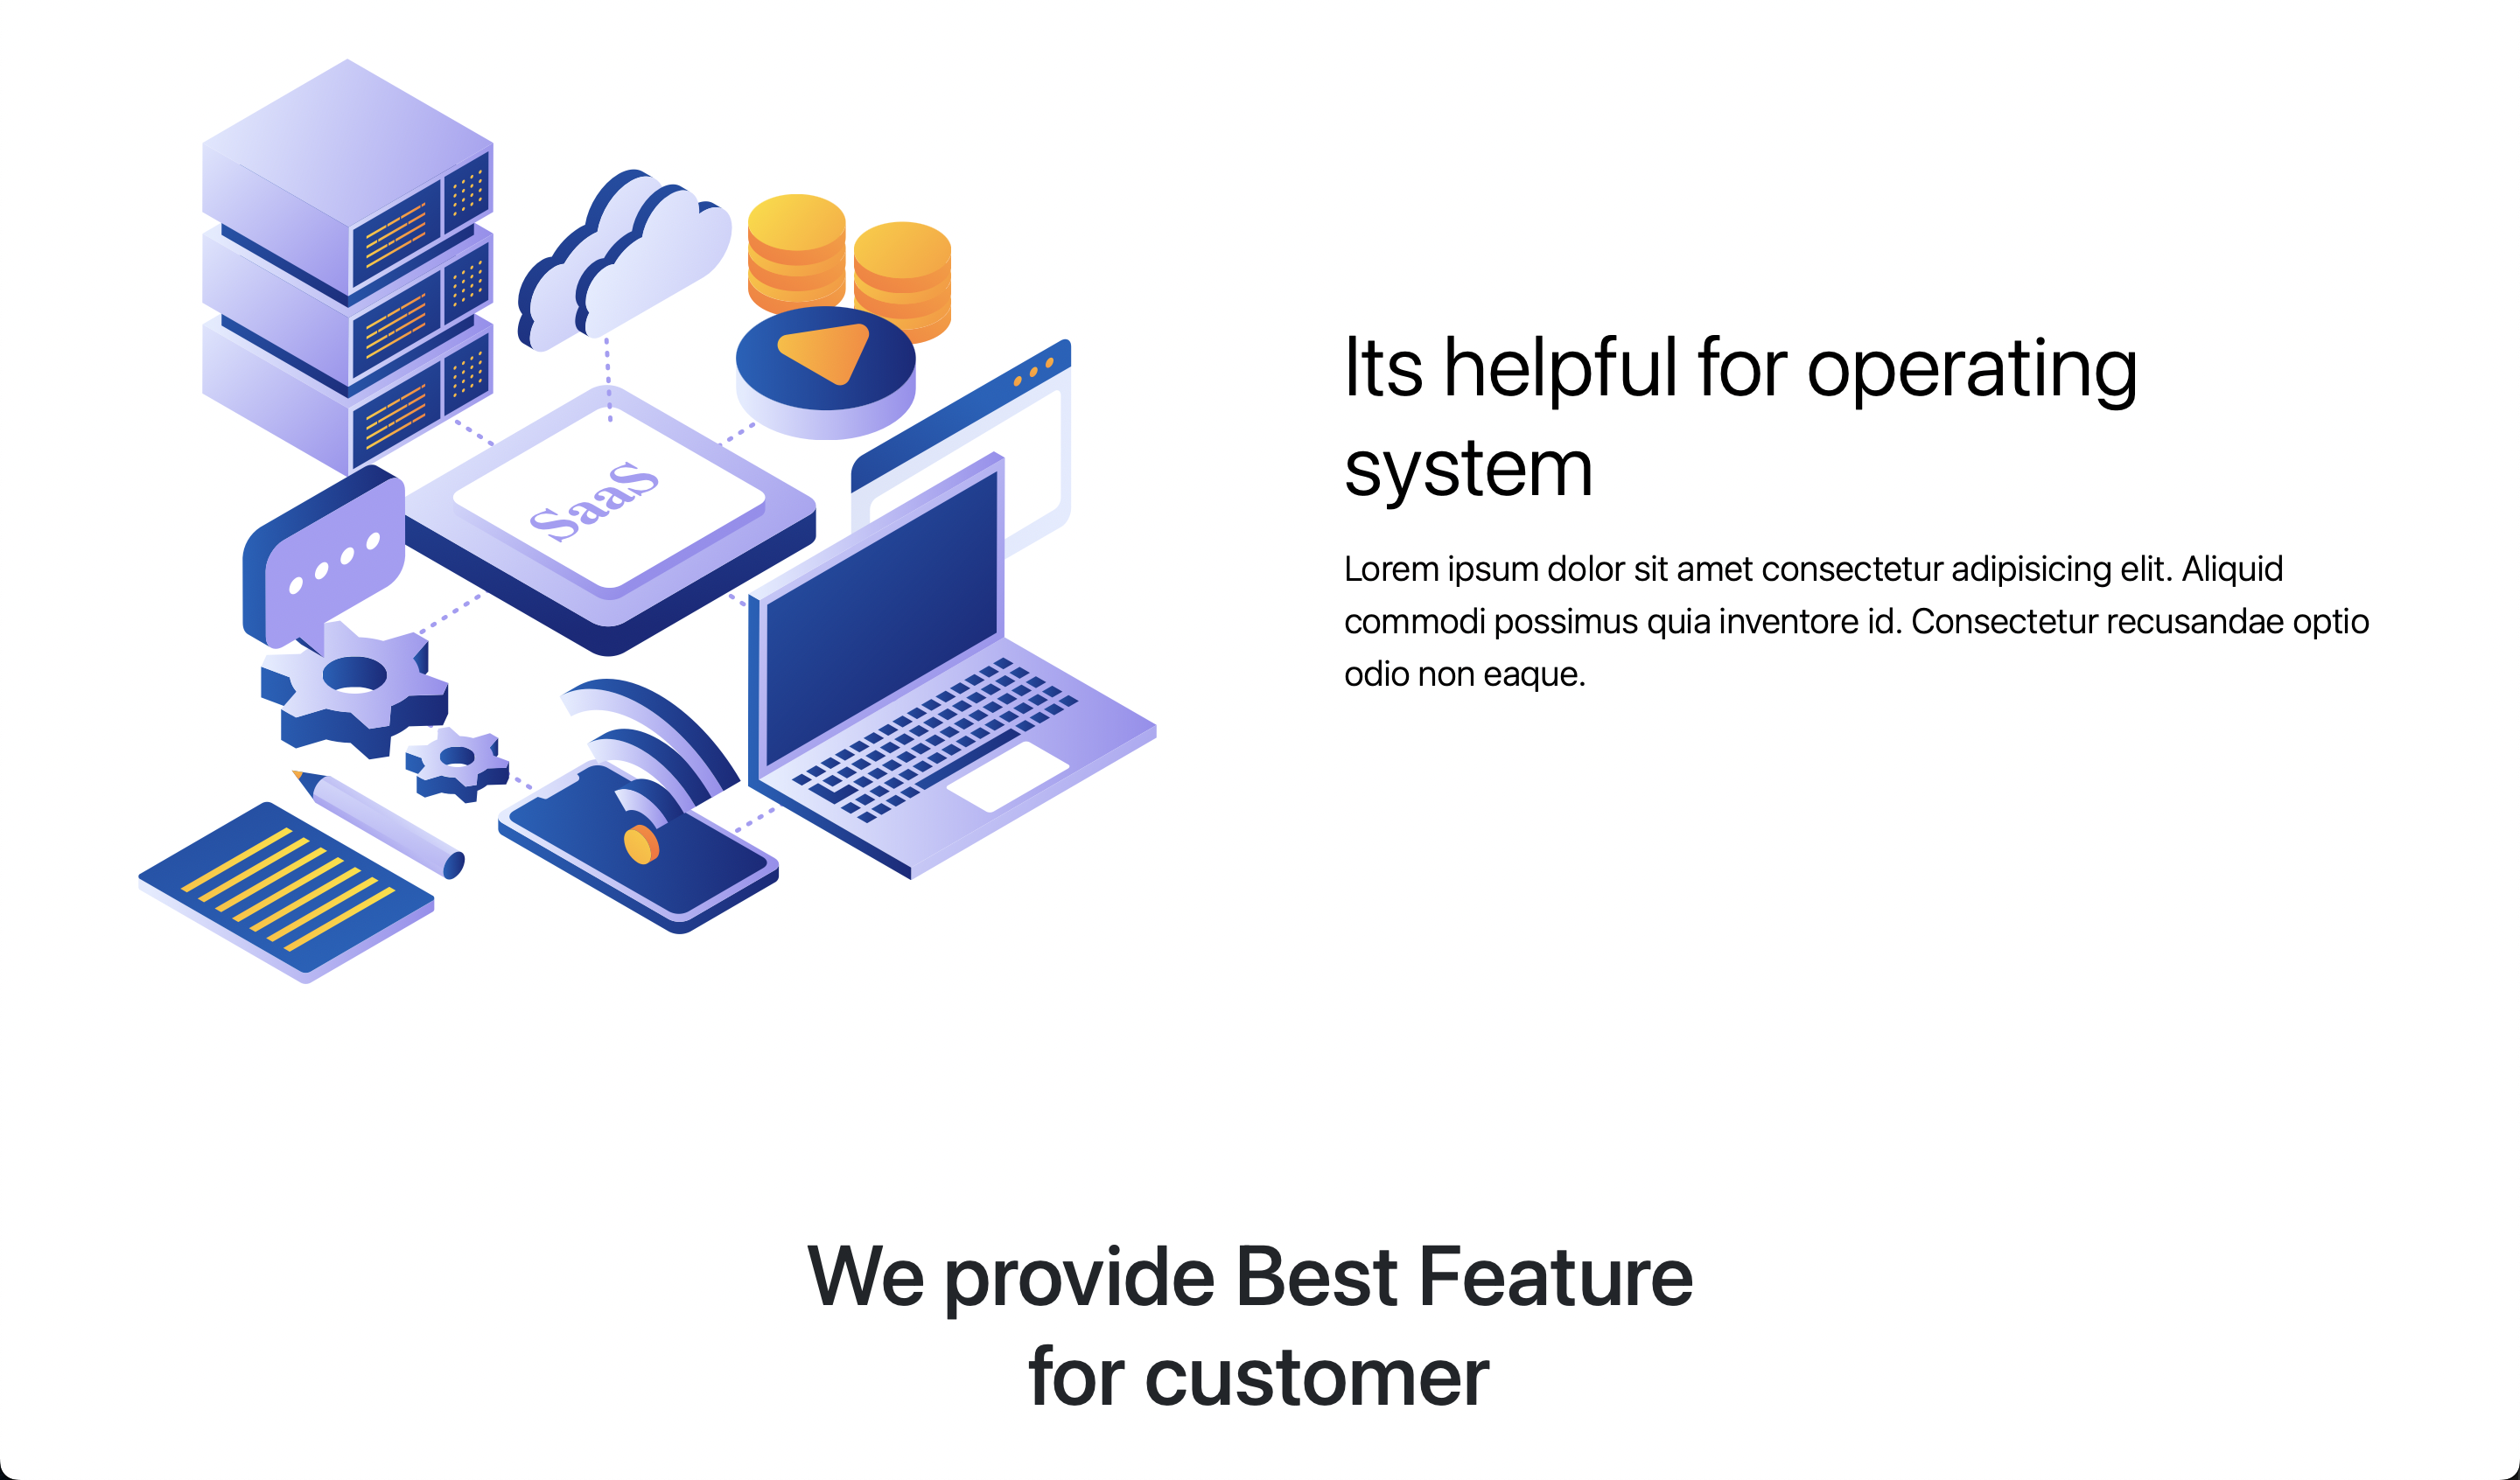 SaaS
Its helpful for operating
system
Lorem ipsum dolor sit amet consectetur adipisicing elit. Aliquid
commodi possimus quia inventore id. Consectetur recusandae optio
odio non eaque.
We provide Best Feature
for customer